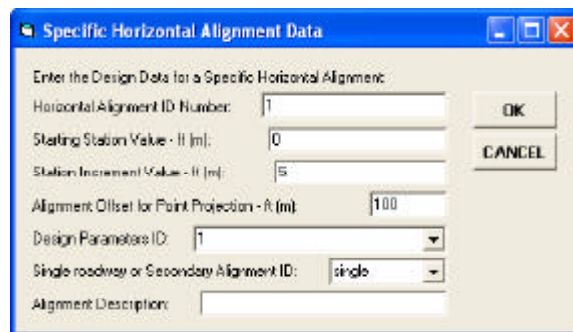 Specific Horizontal Alignment Data
Enter the Design Data for a Specific Horizontal Alignment:
Horizontal Alignment ID Number: 1
OK
Starting Station Value - ft (m): 0
CANCEL
Station Increment Value - ft (m): 5
Alignment Offset for Point Projection - ft (m): 100
Design Parameters ID: 1
Single roadway or Secondary Alignment ID: single
Alignment Description: